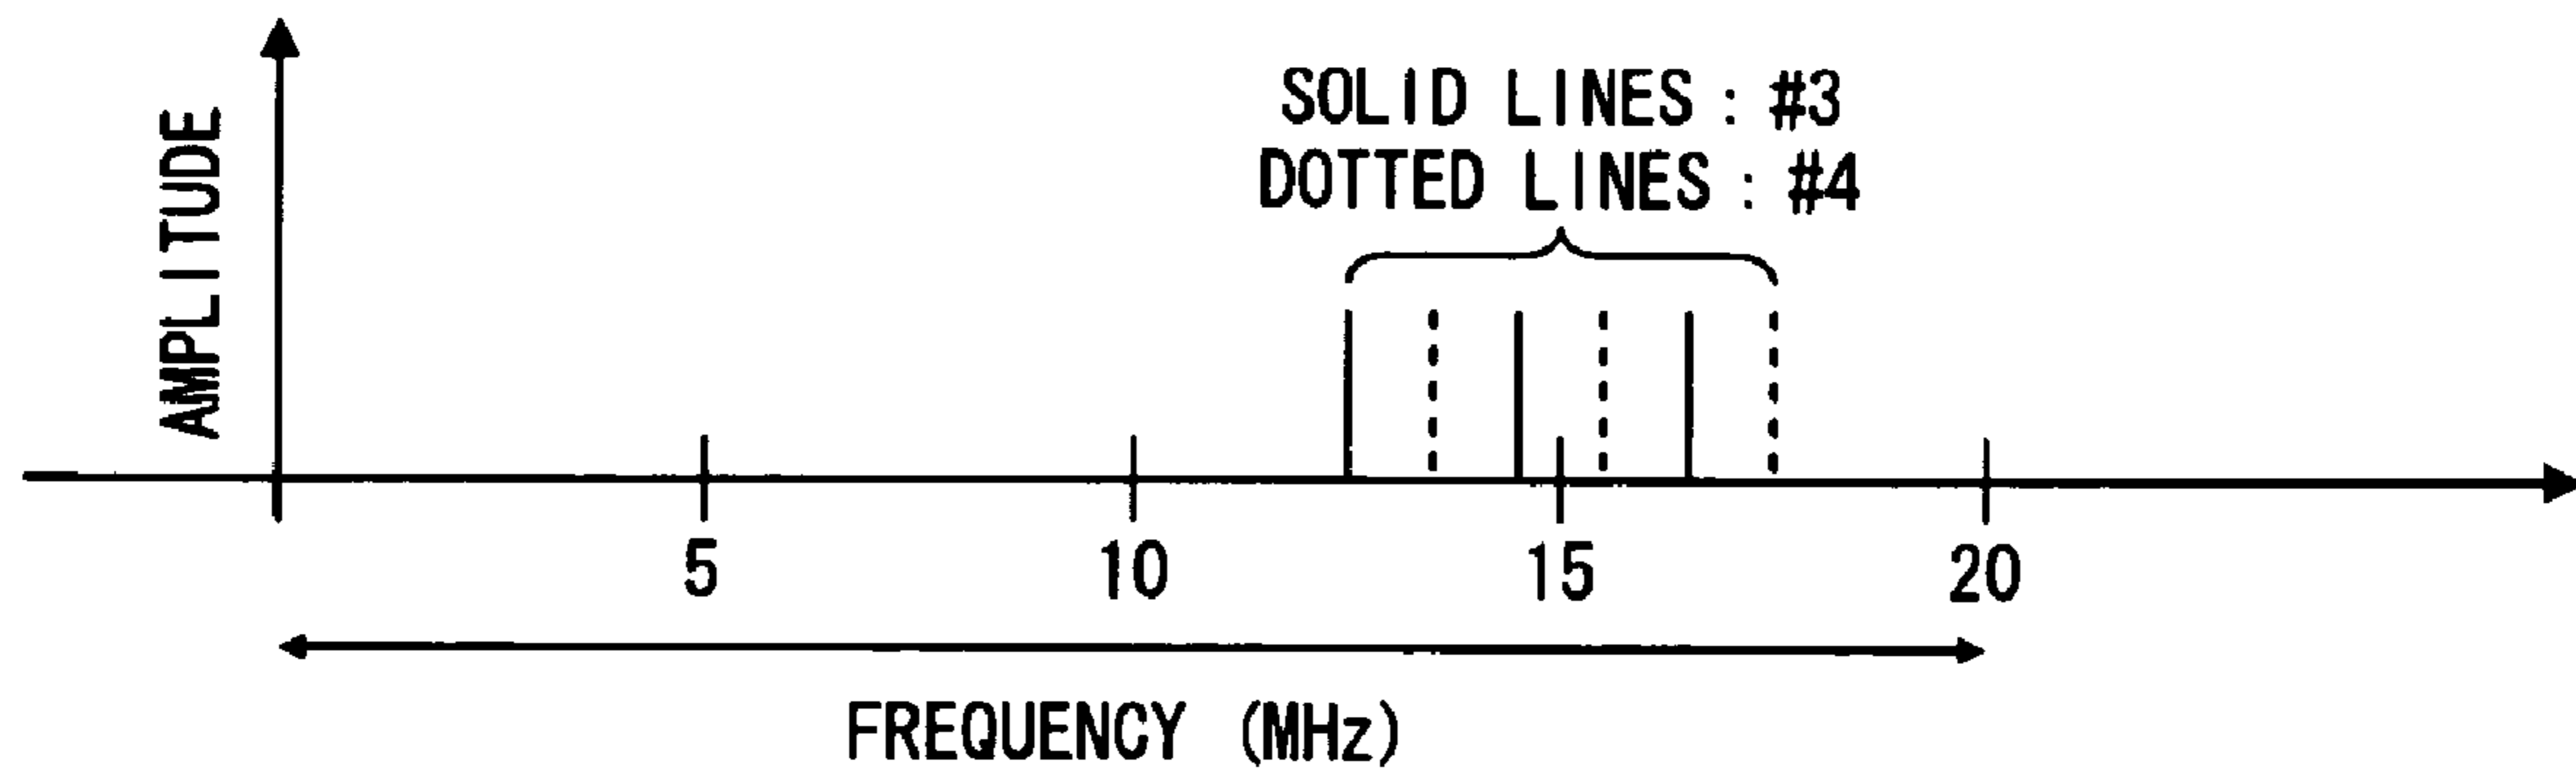 AMPLITUDE
SOLID LINES : #3
DOTTED LINES : #4
5 10 15 20
FREQUENCY (MHz)